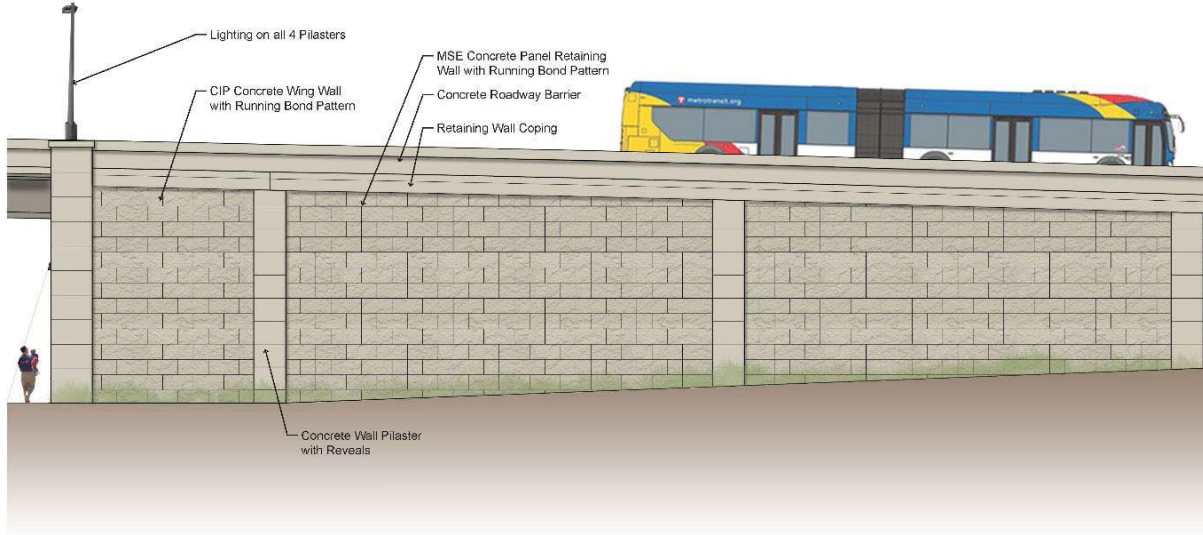 Lighting on all 4 Pilasters
MSE Concrete Panel Retaining
Wall with Running Bond Pattern
CIP Concrete Wing Wall
with Running Bond Pattern
Concrete Roadway Barrier
metrotransit.org
Retaining Wall Coping
Concrete Wall Pilaster
with Reveals